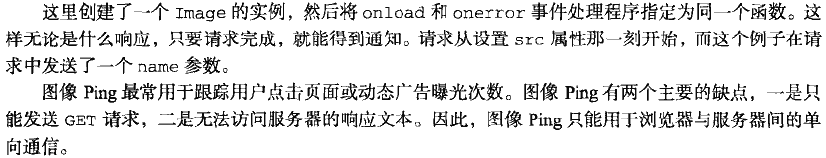 这里创建了一个 Image 的实例，然后将 onload 和 onerror 事件处理程序指定为同一个函数。这
样无论是什么响应，只要请求完成，就能得到通知。请求从设置 src 属性那一刻开始，而这个例子在请
求中发送了一个 name 参数。
图像 Ping 最常用于跟踪用户点击页面或动态广告曝光次数。图像 Ping 有两个主要的缺点，一是只
能发送 GET 请求，二是无法访问服务器的响应文本。因此，图像 Ping 只能用于浏览器与服务器间的单
向通信。